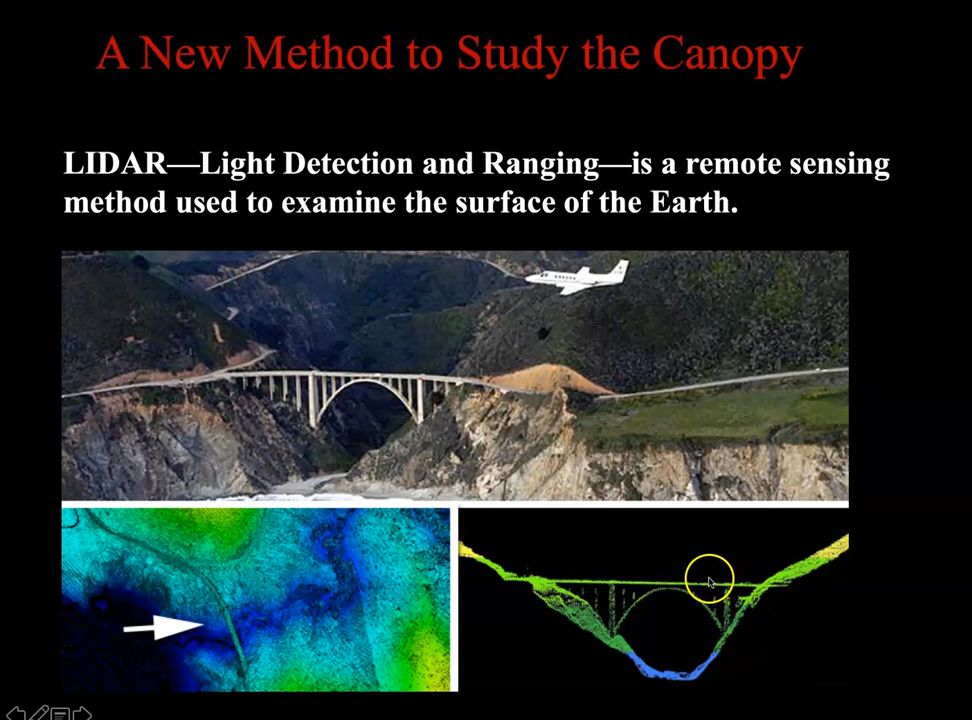 A New Method to Study the Canopy
LIDAR—Light Detection and Ranging—is a remote sensing
method used to examine the surface of the Earth.